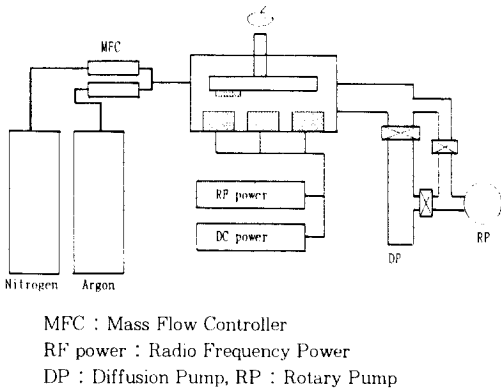 MFC
RF power
DC power
DP
RP
Nitrogen
Argon
MFC : Mass Flow Controller
RF power : Radio Frequency Power
DP : Diffusion Pump, RP : Rotary Pump